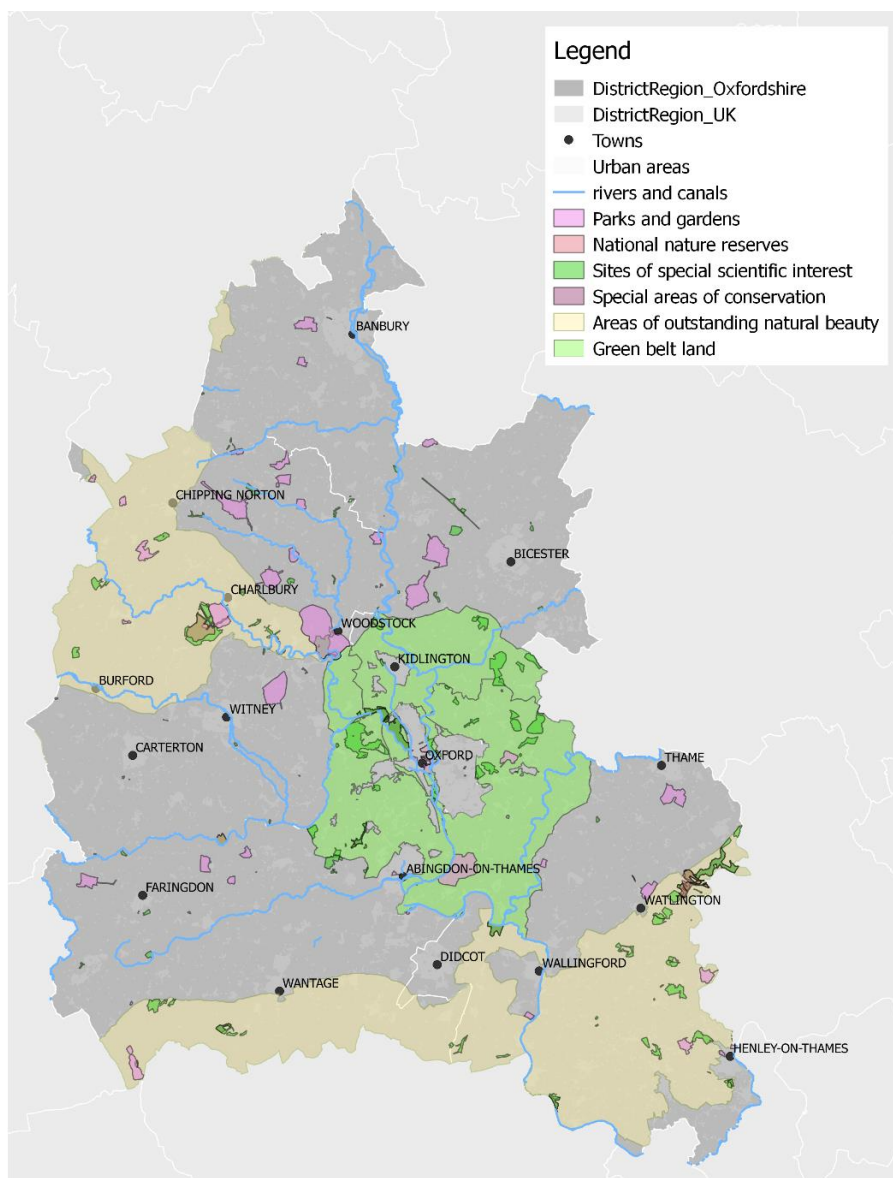 Legend
DistrictRegion_Oxfordshire
DistrictRegion_UK
Towns
Urban areas
rivers and canals
Parks and gardens
National nature reserves
Sites of special scientific interest
Special areas of conservation
Areas of outstanding natural beauty
Green belt land
BANBURY
CHIPPING NORTON
BICESTER
CHARLBURY
WOODSTOCK
KIDLINGTON
BURFORD
WITNEY
CARTERTON
OXFORD
THAME
ABINGDON-ON-THAMES
FARINGDON
WATLINGTON
DIDCOT
WALLINGFORD
WANTAGE
HENLEY-ON-THAMES